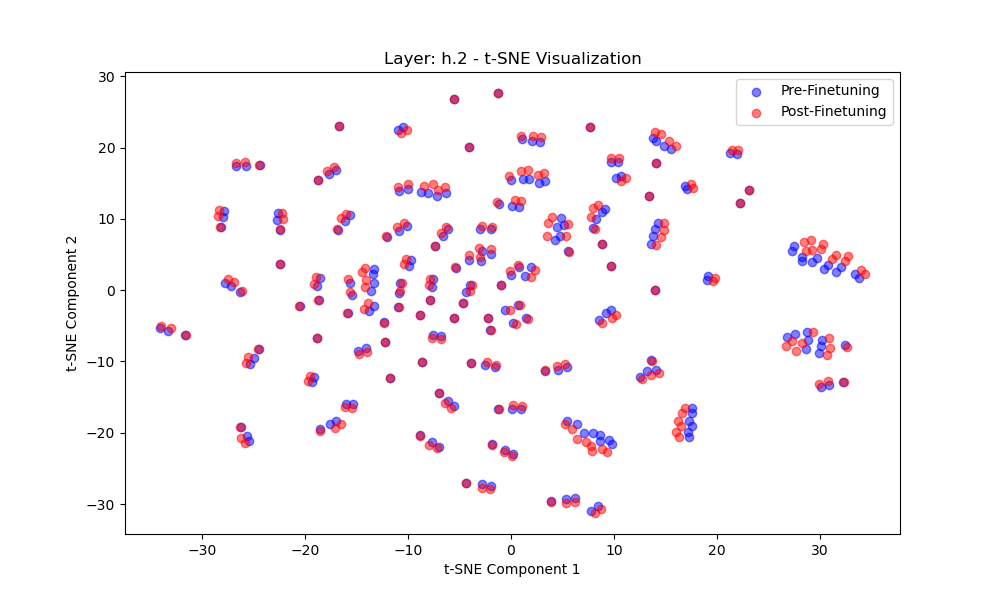 Layer: h.2 - t-SNE Visualization
Pre-Finetuning
Post-Finetuning
t-SNE Component 2
30
20
10
0
−10
−20
−30
−30
−20
−10
0
10
20
30
t-SNE Component 1